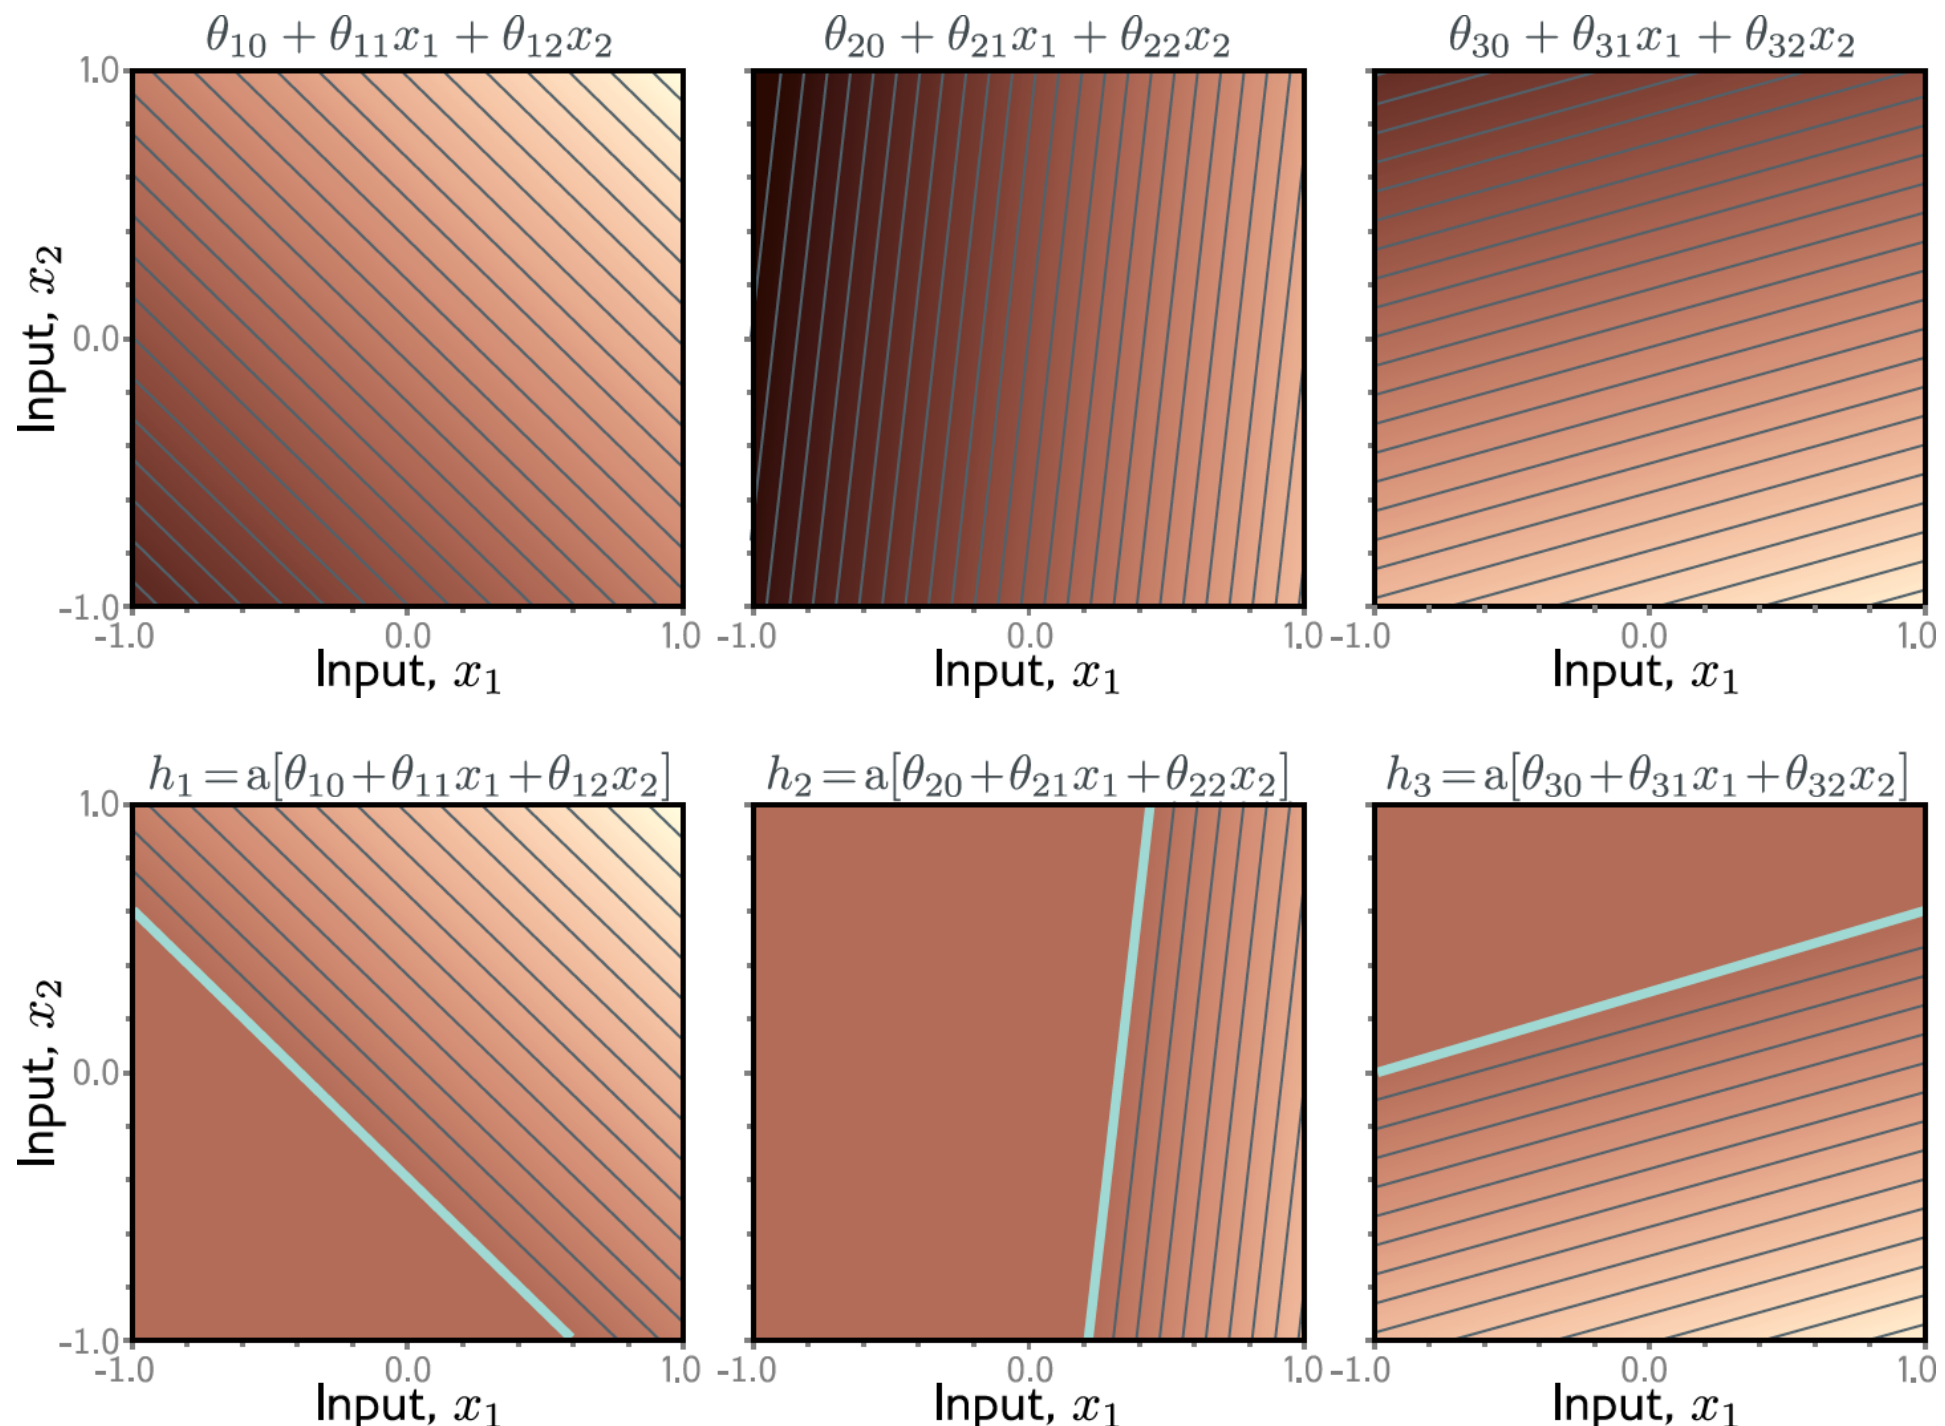 θ₁₀ + θ₁₁x₁ + θ₁₂x₂
θ₂₀ + θ₂₁x₁ + θ₂₂x₂
θ₃₀ + θ₃₁x₁ + θ₃₂x₂
1.0
0.0
-1.0
Input, x₂
-1.0 0.0 1.0
Input, x₁
-1.0 0.0 1.0
Input, x₁
-1.0 0.0 1.0
Input, x₁
h₁ = a[θ₁₀ + θ₁₁x₁ + θ₁₂x₂]
h₂ = a[θ₂₀ + θ₂₁x₁ + θ₂₂x₂]
h₃ = a[θ₃₀ + θ₃₁x₁ + θ₃₂x₂]
1.0
0.0
-1.0
Input, x₂
-1.0 0.0 1.0
Input, x₁
-1.0 0.0 1.0
Input, x₁
-1.0 0.0 1.0
Input, x₁